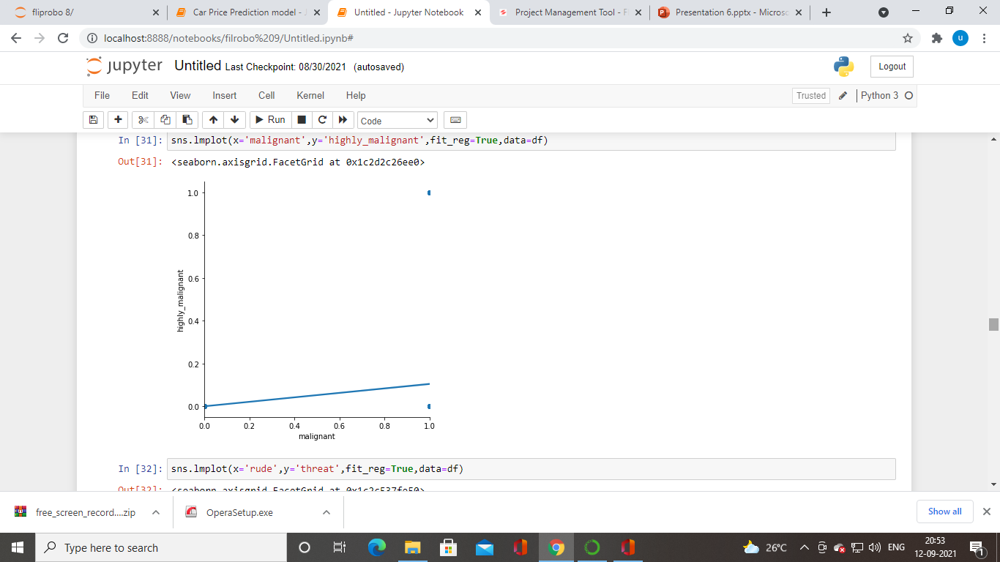 fliprobo 8/
Car Price Prediction model - J
Untitled - Jupyter Notebook
Project Management Tool - F
Presentation 6.pptx - Microso
localhost:8888/notebooks/filrobo%209/Untitled.ipynb#
u
jupyter Untitled Last Checkpoint: 08/30/2021 (autosaved)
Logout
File Edit View Insert Cell Kernel Help
Trusted Python 3
Run Code
In [31]: sns.lmplot(x='malignant',y='highly_malignant',fit_reg=True,data=df)
Out[31]: <seaborn.axisgrid.FacetGrid at 0x1c2d2c26ee0>
1.0
0.8
0.6
0.4
0.2
0.0
highly_malignant
0.0 0.2 0.4 0.6 0.8 1.0
malignant
In [32]: sns.lmplot(x='rude',y='threat',fit_reg=True,data=df)
Out[32]: <seaborn.axisgrid.FacetGrid at 0x1c2c537fe50>
free_screen_record....zip
OperaSetup.exe
Show all
Type here to search
26°C
ENG
20:53
12-09-2021
1